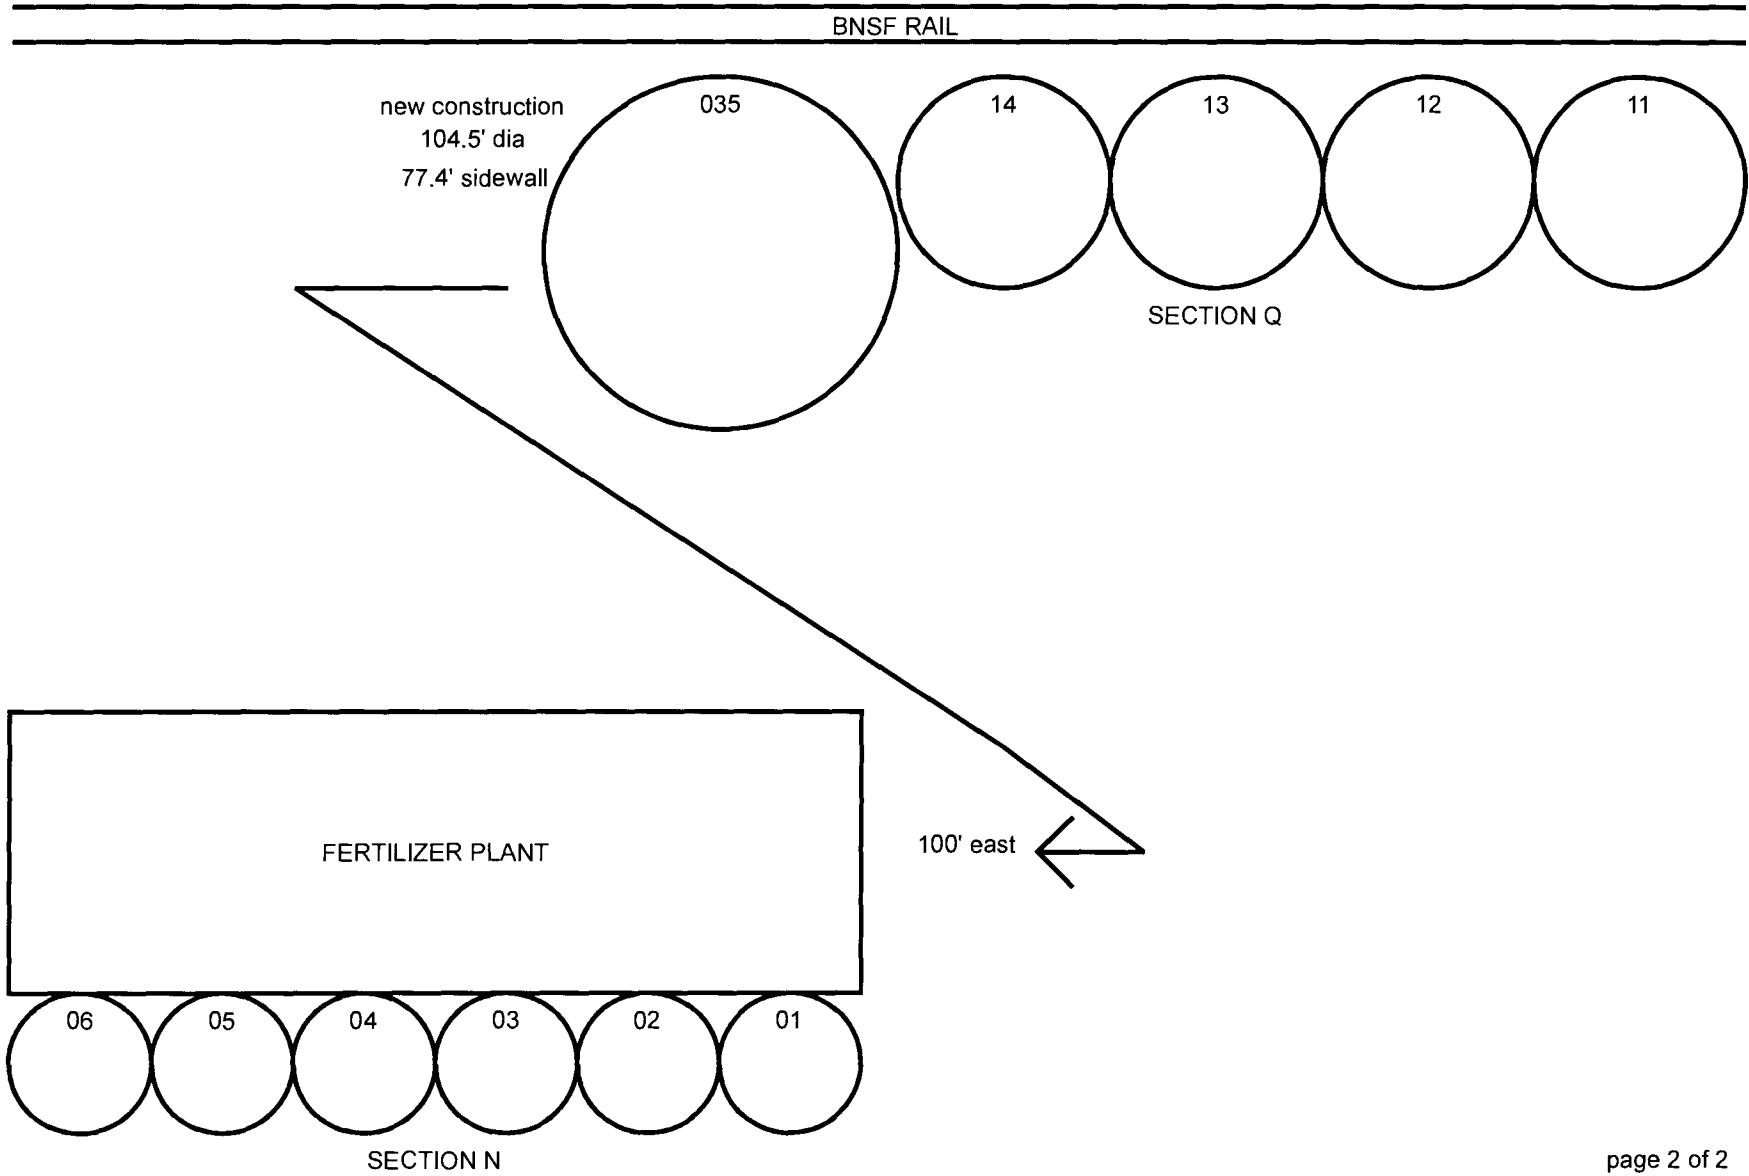 BNSF RAIL
new construction
104.5' dia
77.4' sidewall
035
14
13
12
11
SECTION Q
FERTILIZER PLANT
100' east
06
05
04
03
02
01
SECTION N
page 2 of 2